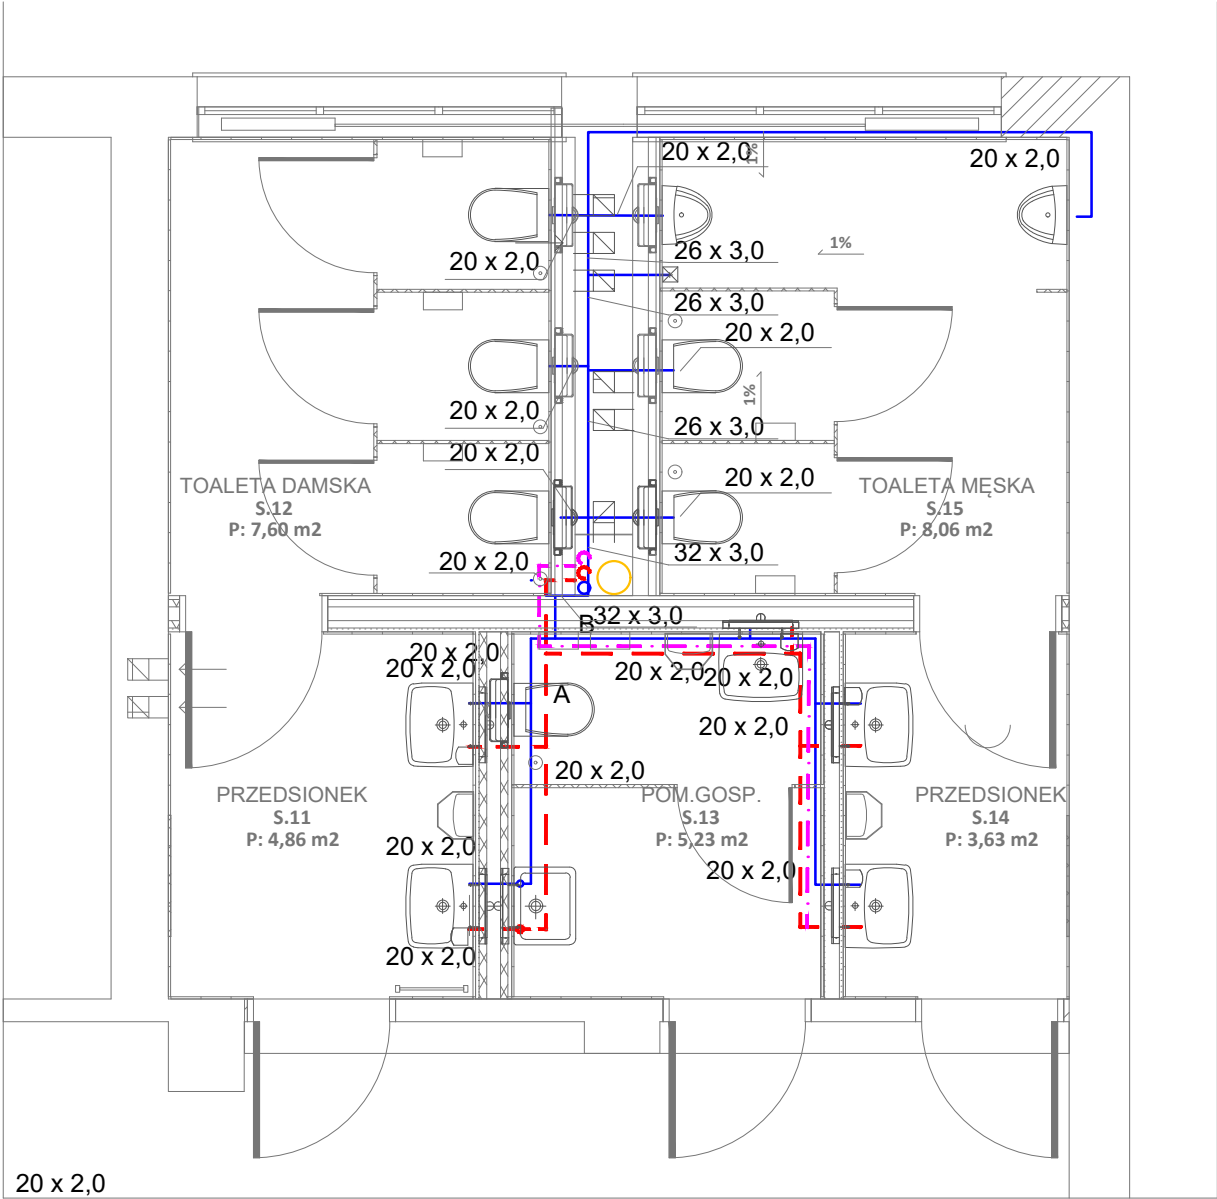 20 x 2,0
1%
20 x 2,0
20 x 2,0
26 x 3,0
1%
26 x 3,0
20 x 2,0
20 x 2,0
1%
26 x 3,0
20 x 2,0
20 x 2,0
TOALETA DAMSKA
S.12
P: 7,60 m2
TOALETA MĘSKA
S.15
P: 8,06 m2
20 x 2,0
32 x 3,0
B
32 x 3,0
20 x 2,0
20 x 2,0
20 x 2,0
20 x 2,0
A
20 x 2,0
20 x 2,0
PRZEDSIONEK
S.11
P: 4,86 m2
POM.GOSP.
S.13
P: 5,23 m2
PRZEDSIONEK
S.14
P: 3,63 m2
20 x 2,0
20 x 2,0
20 x 2,0
20 x 2,0